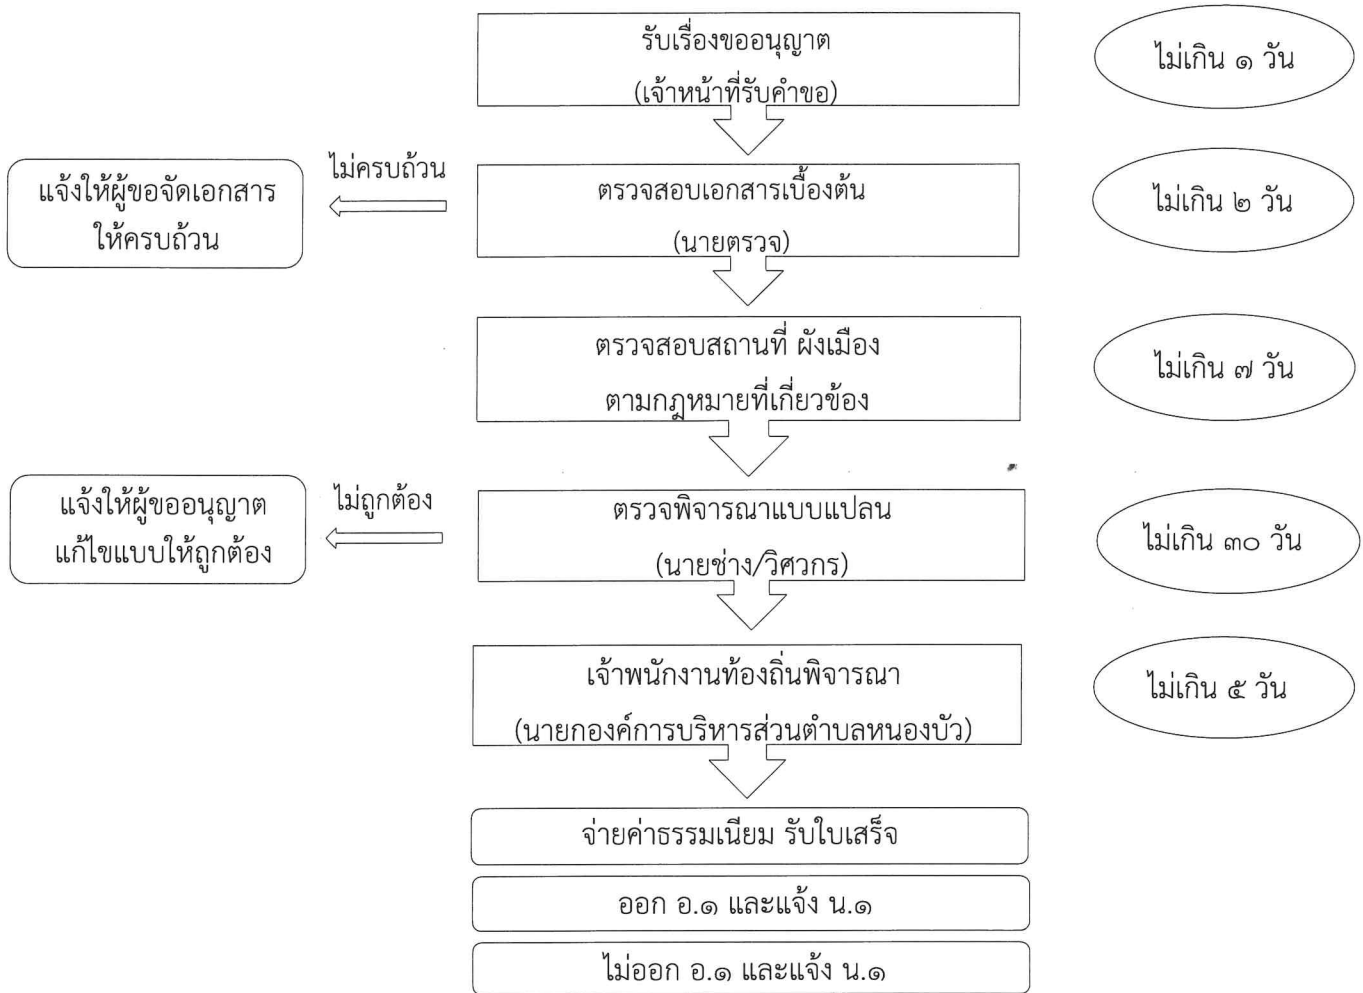 รับเรื่องขออนุญาต
(เจ้าหน้าที่รับคำขอ)
ไม่เกิน ๑ วัน
แจ้งให้ผู้ขอจัดเอกสาร
ให้ครบถ้วน
ไม่ครบถ้วน
ตรวจสอบเอกสารเบื้องต้น
(นายตรวจ)
ไม่เกิน ๒ วัน
ตรวจสอบสถานที่ ผังเมือง
ตามกฎหมายที่เกี่ยวข้อง
ไม่เกิน ๗ วัน
แจ้งให้ผู้ขออนุญาต
แก้ไขแบบให้ถูกต้อง
ไม่ถูกต้อง
ตรวจพิจารณาแบบแปลน
(นายช่าง/วิศวกร)
ไม่เกิน ๓๐ วัน
เจ้าพนักงานท้องถิ่นพิจารณา
(นายกองค์การบริหารส่วนตำบลหนองบัว)
ไม่เกิน ๕ วัน
จ่ายค่าธรรมเนียม รับใบเสร็จ
ออก อ.๑ และแจ้ง น.๑
ไม่ออก อ.๑ และแจ้ง น.๑